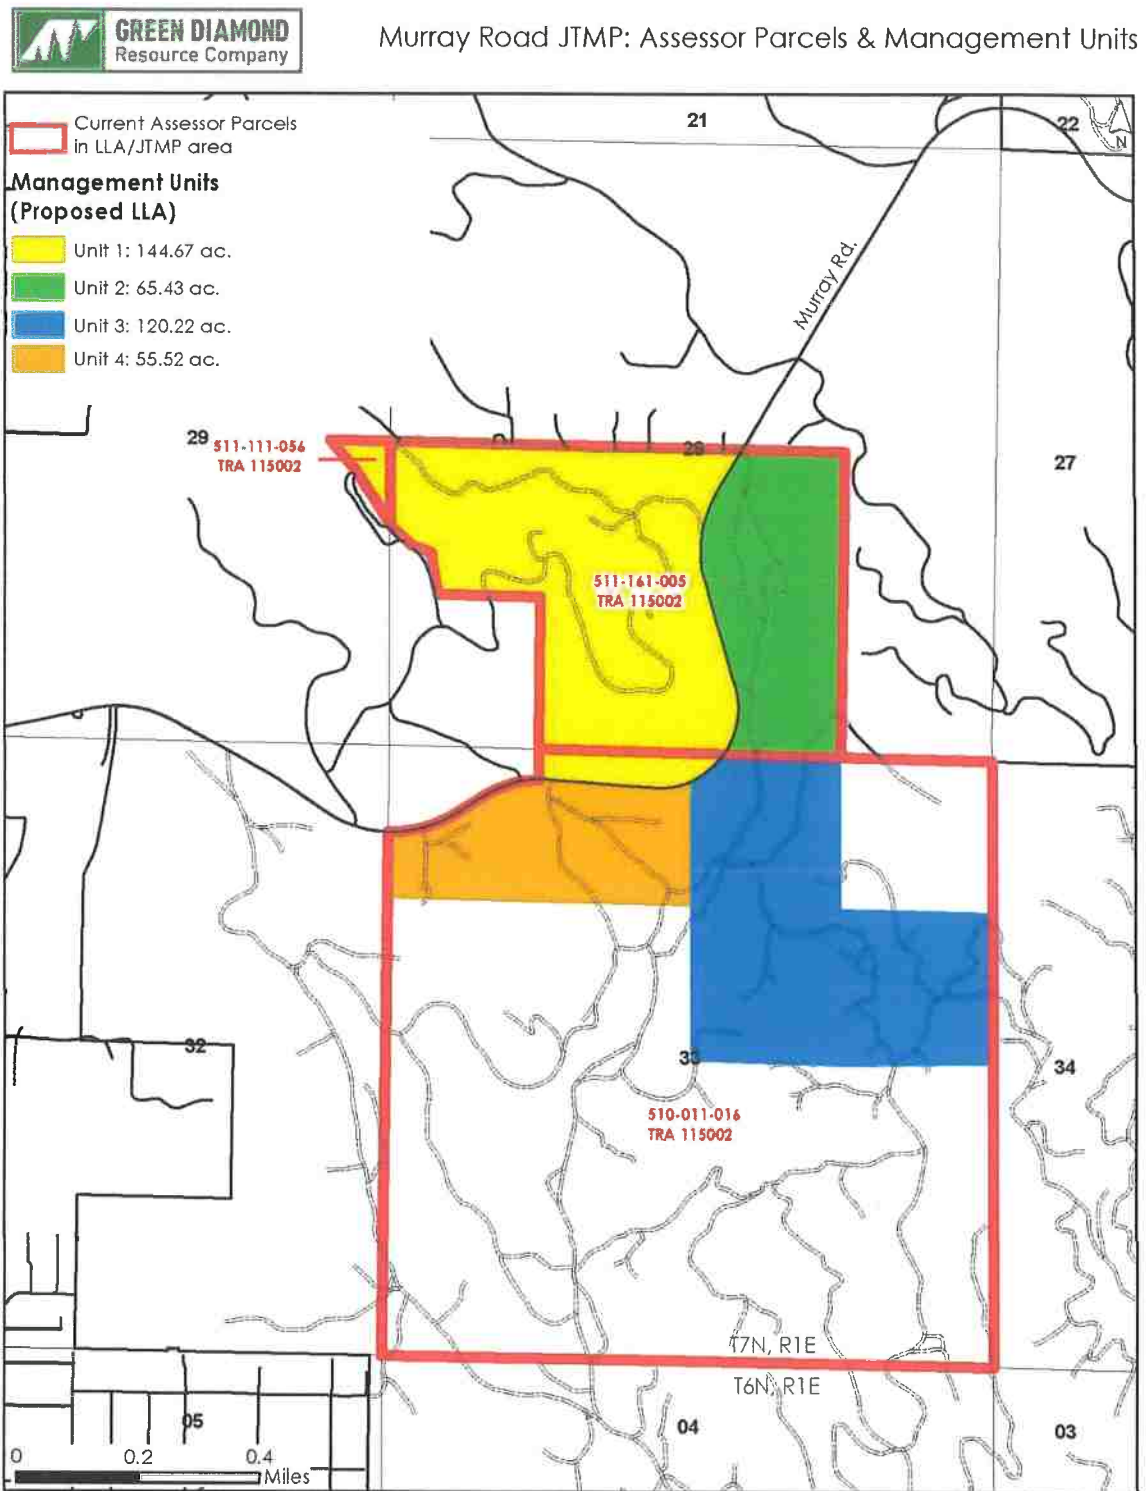 GREEN DIAMOND
Resource Company
Murray Road JTMP: Assessor Parcels & Management Units
Current Assessor Parcels
in LLA/JTMP area
Management Units
(Proposed LLA)
Unit 1: 144.67 ac.
Unit 2: 65.43 ac.
Unit 3: 120.22 ac.
Unit 4: 55.52 ac.
21
22
N
Murray Rd.
29
511-111-056
TRA 115002
28
27
511-161-005
TRA 115002
32
33
34
510-011-016
TRA 115002
T7N, R1E
T6N, R1E
05
04
03
0
0.2
0.4
Miles